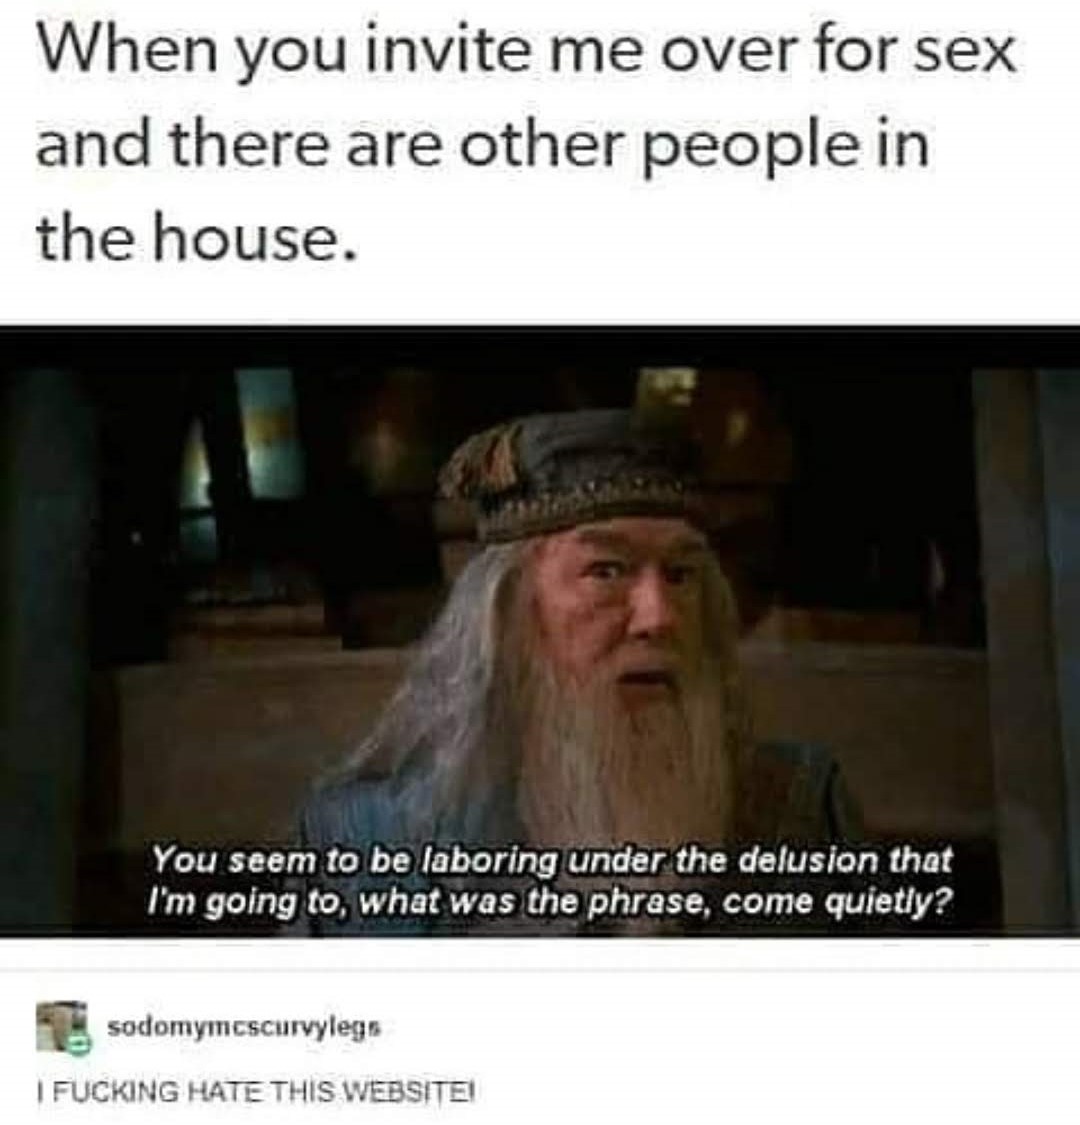 When you invite me over for sex
and there are other people in
the house.
You seem to be laboring under the delusion that
I'm going to, what was the phrase, come quietly?
sodomymcscurvylegs
I FUCKING HATE THIS WEBSITE!